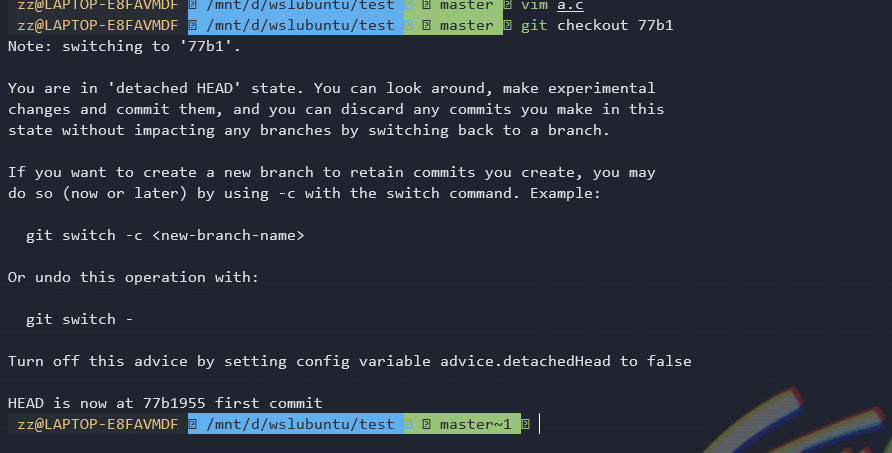 zz@LAPTOP-E8FAVMDF /mnt/d/wslubuntu/test master vim a.c
zz@LAPTOP-E8FAVMDF /mnt/d/wslubuntu/test master git checkout 77b1
Note: switching to '77b1'.
You are in 'detached HEAD' state. You can look around, make experimental
changes and commit them, and you can discard any commits you make in this
state without impacting any branches by switching back to a branch.
If you want to create a new branch to retain commits you create, you may
do so (now or later) by using -c with the switch command. Example:
git switch -c <new-branch-name>
Or undo this operation with:
git switch -
Turn off this advice by setting config variable advice.detachedHead to false
HEAD is now at 77b1955 first commit
zz@LAPTOP-E8FAVMDF /mnt/d/wslubuntu/test master~1